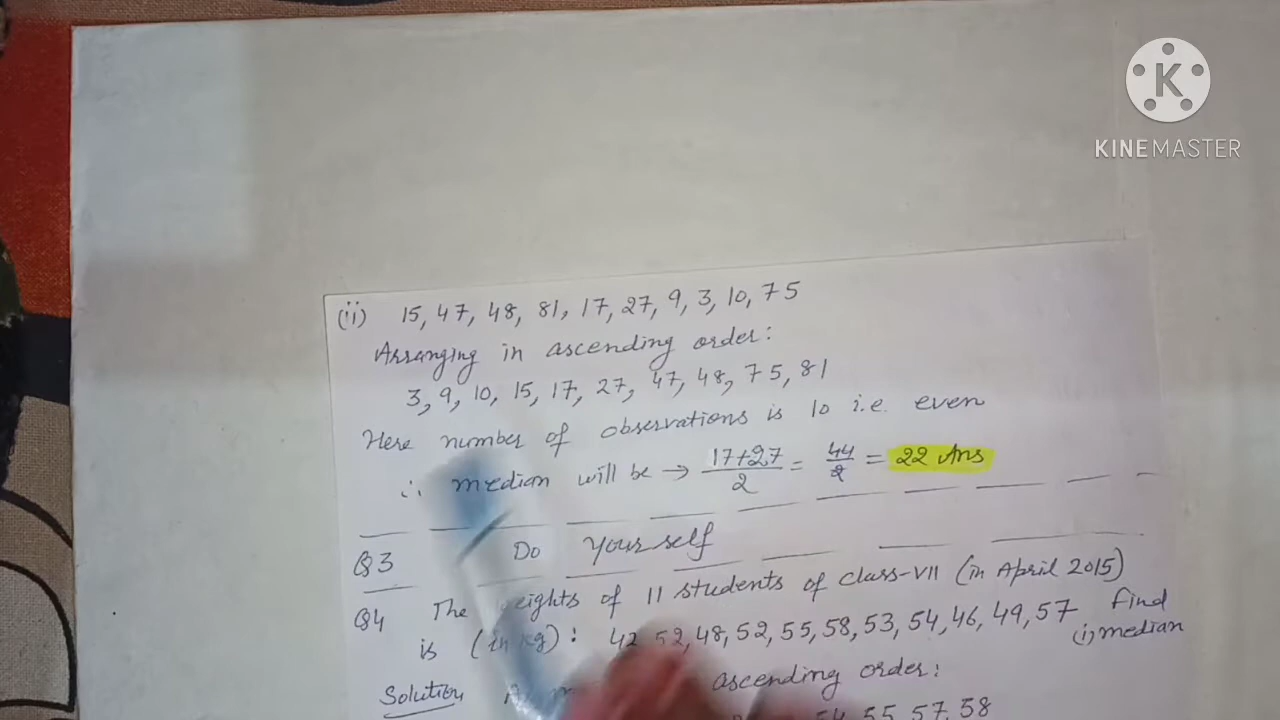 K
KINEMASTER
(ii) 15, 47, 48, 81, 17, 27, 9, 3, 10, 75
Arranging in ascending order:
3, 9, 10, 15, 17, 27, 47, 48, 75, 81
Here number of observations is 10 i.e. even
∴ median will be → 17+27/2 = 44/2 = 22 Ans
Q3 Do Yourself
Q4 The of 11 students of class-VII (in April 2015)
is (in kg): 42, 52, 48, 52, 55, 58, 53, 54, 46, 49, 57 Find
(i) median
Solution ascending order:
54, 55, 57, 58